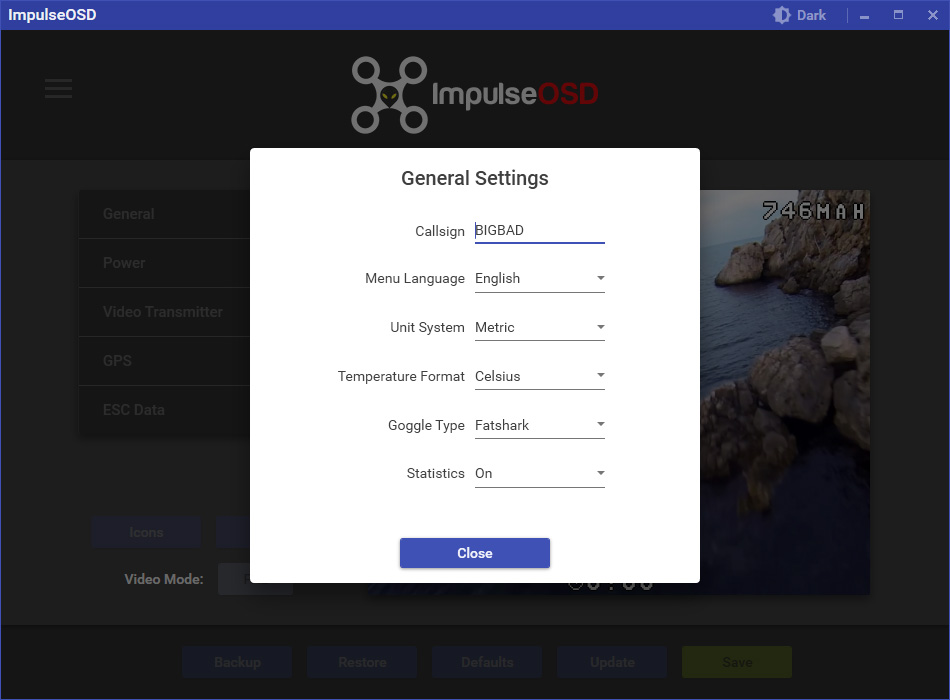 ImpulseOSD
Dark
ImpulseOSD
General Settings
Callsign BIGBAD
Menu Language English
Unit System Metric
Temperature Format Celsius
Goggle Type Fatshark
Statistics On
Close
General
Power
Video Transmitter
GPS
ESC Data
746MAH
Icons
Video Mode:
Backup Restore Defaults Update Save